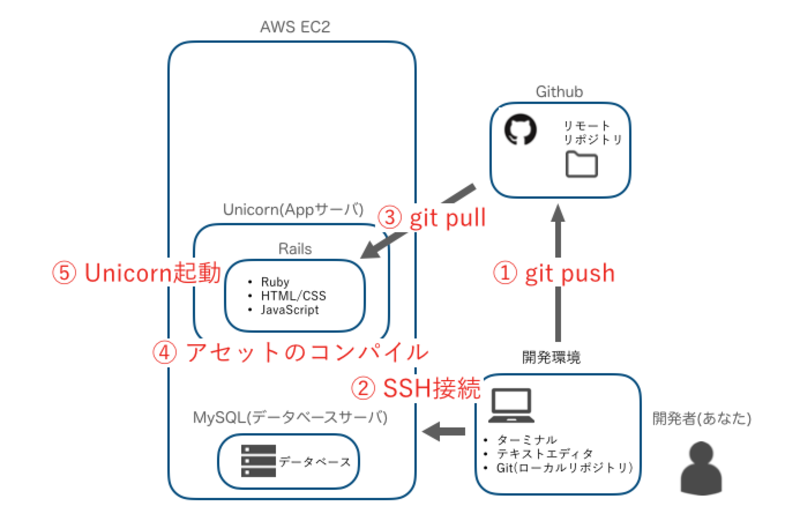 AWS EC2
Github
リモート
リポジトリ
Unicorn(Appサーバ)
③ git pull
Rails
⑤ Unicorn起動
• Ruby
• HTML/CSS
• JavaScript
① git push
④ アセットのコンパイル
開発環境
② SSH接続
MySQL(データベースサーバ)
データベース
• ターミナル
• テキストエディタ
• Git(ローカルリポジトリ)
開発者(あなた)